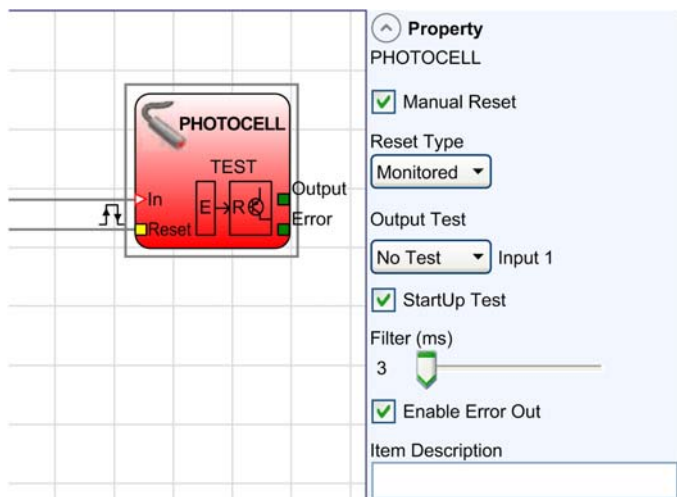 PHOTOCELL
TEST
In
E
R
Output
Reset
Error
Property
PHOTOCELL
Manual Reset
Reset Type
Monitored
Output Test
No Test Input 1
StartUp Test
Filter (ms)
3
Enable Error Out
Item Description